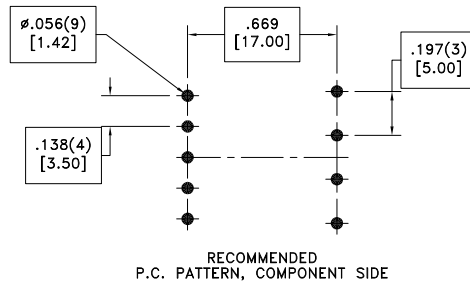 ø.056(9)
[1.42]
.669
[17.00]
.197(3)
[5.00]
.138(4)
[3.50]
RECOMMENDED
P.C. PATTERN, COMPONENT SIDE